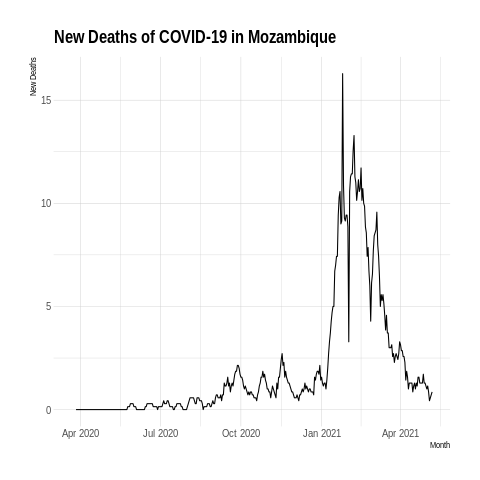 New Deaths of COVID-19 in Mozambique
New Deaths
15
10
5
0
Apr 2020 Jul 2020 Oct 2020 Jan 2021 Apr 2021
Month